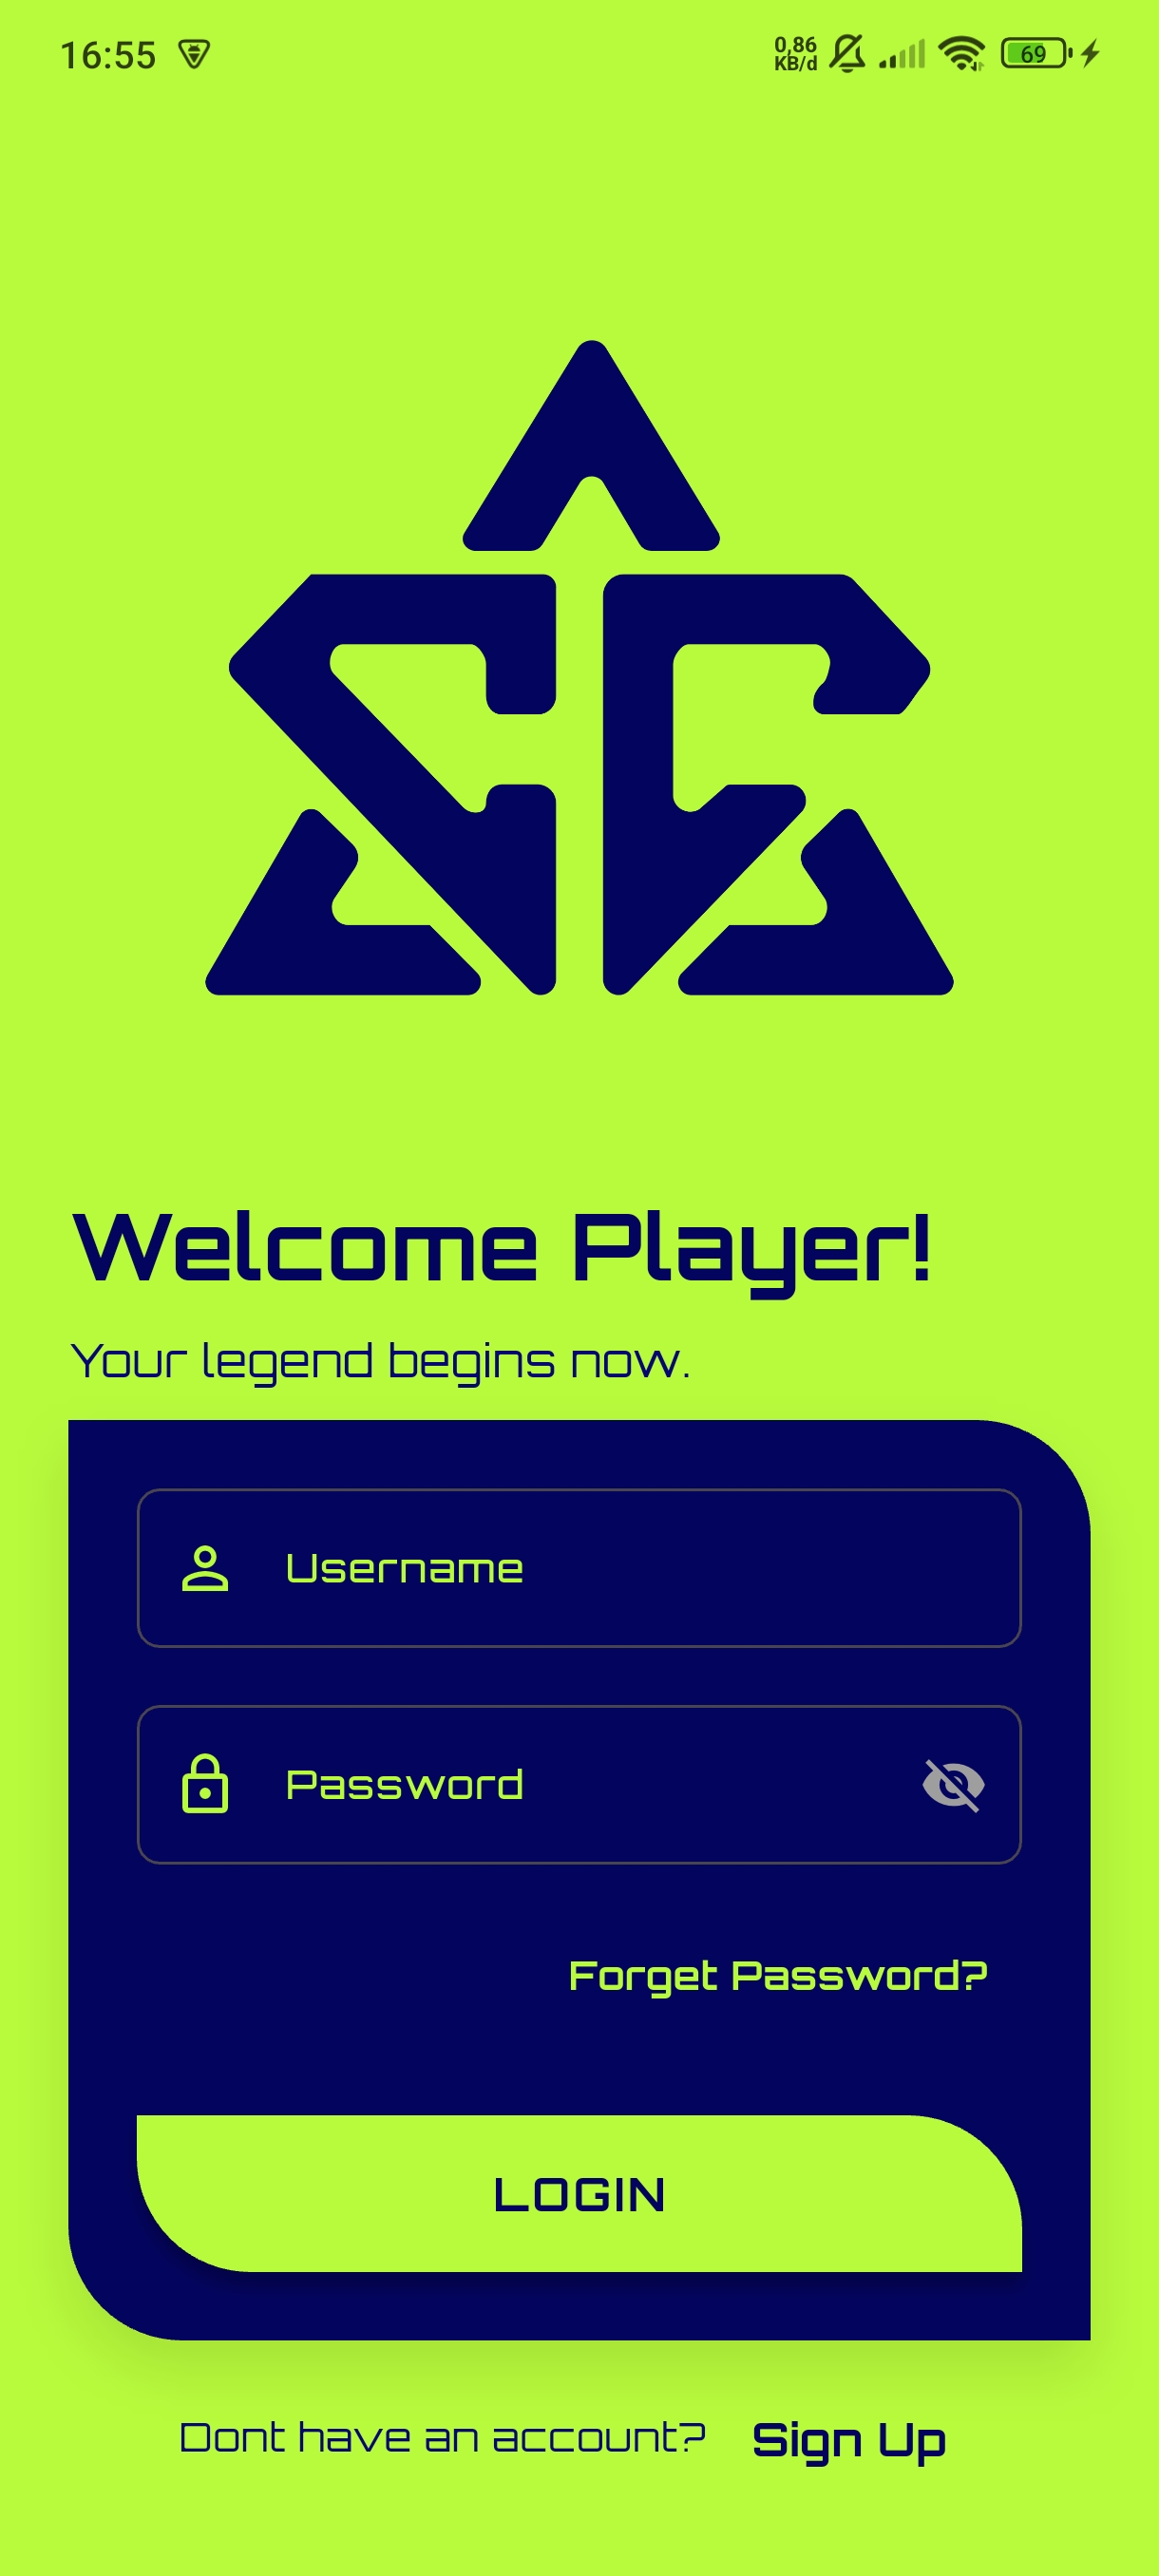 16:55
0,86
KB/d
69
Welcome Player!
Your legend begins now.
Username
Password
Forget Password?
LOGIN
Dont have an account? Sign Up